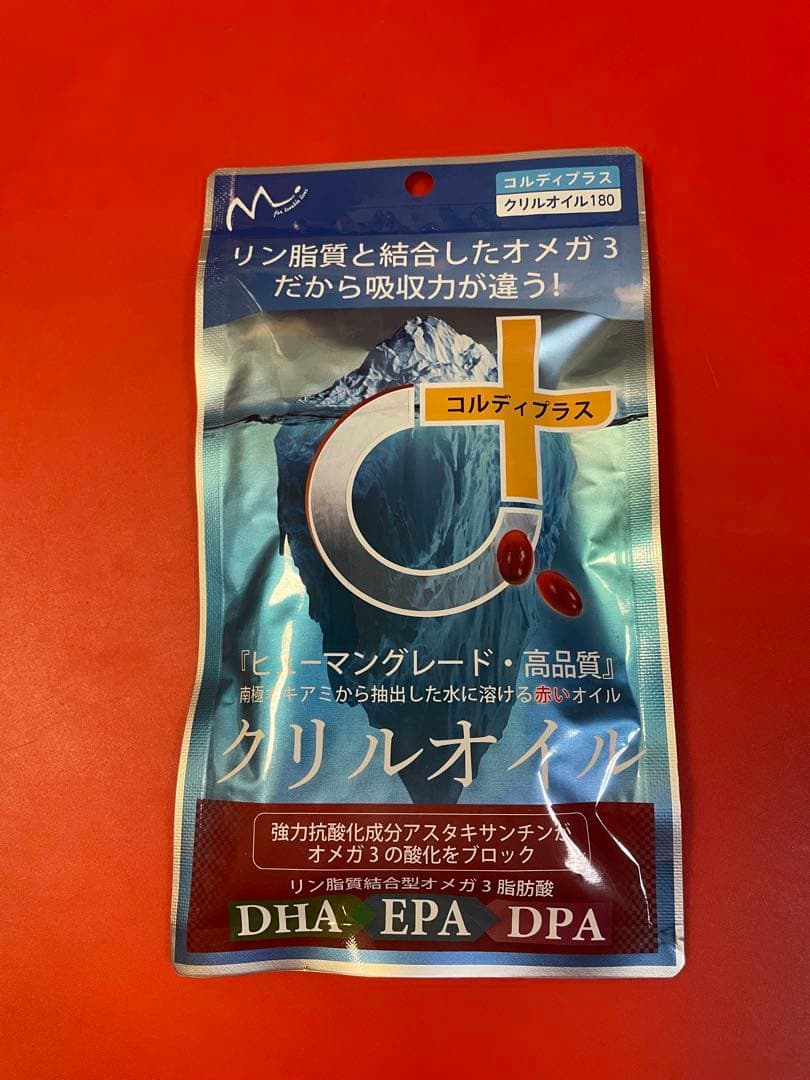 コルディプラス
クリルオイル180
リン脂質と結合したオメガ3
だから吸収力が違う!
コルディプラス
『ヒューマングレード・高品質』
南極オキアミから抽出した水に溶ける赤いオイル
クリルオイル
強力抗酸化成分アスタキサンチンが
オメガ3の酸化をブロック
リン脂質結合型オメガ3脂肪酸
DHA EPA DPA